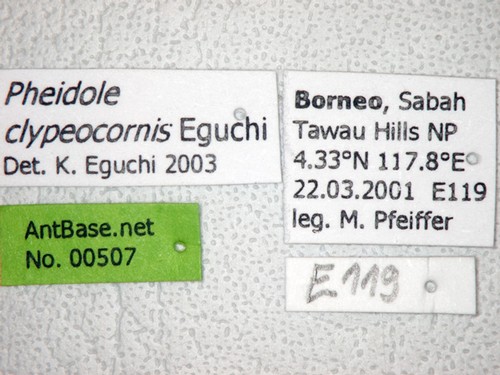 Pheidole
clypeocornis Eguchi
Det. K. Eguchi 2003
AntBase.net
No. 00507
Borneo, Sabah
Tawau Hills NP
4.33°N 117.8°E
22.03.2001 E119
leg. M. Pfeiffer
E119